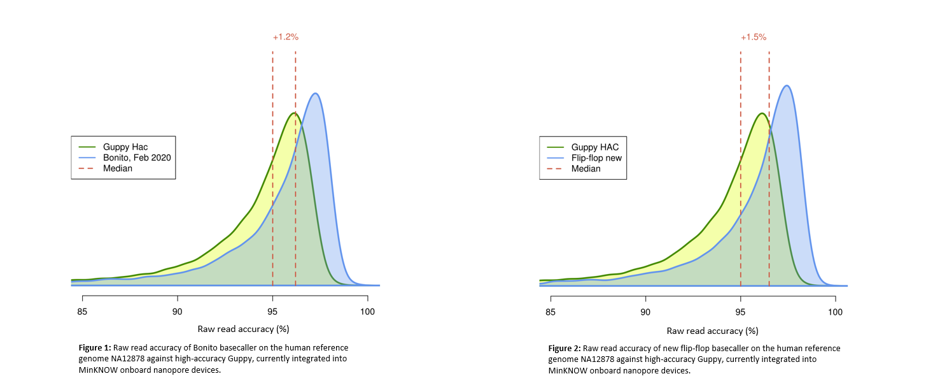 +1.2%
Guppy Hac
Bonito, Feb 2020
Median
85 90 95 100
Raw read accuracy (%)
Figure 1: Raw read accuracy of Bonito basecaller on the human reference
genome NA12878 against high-accuracy Guppy, currently integrated into
MinKNOW onboard nanopore devices.
+1.5%
Guppy HAC
Flip-flop new
Median
85 90 95 100
Raw read accuracy (%)
Figure 2: Raw read accuracy of new flip-flop basecaller on the human reference
genome NA12878 against high-accuracy Guppy, currently integrated into
MinKNOW onboard nanopore devices.